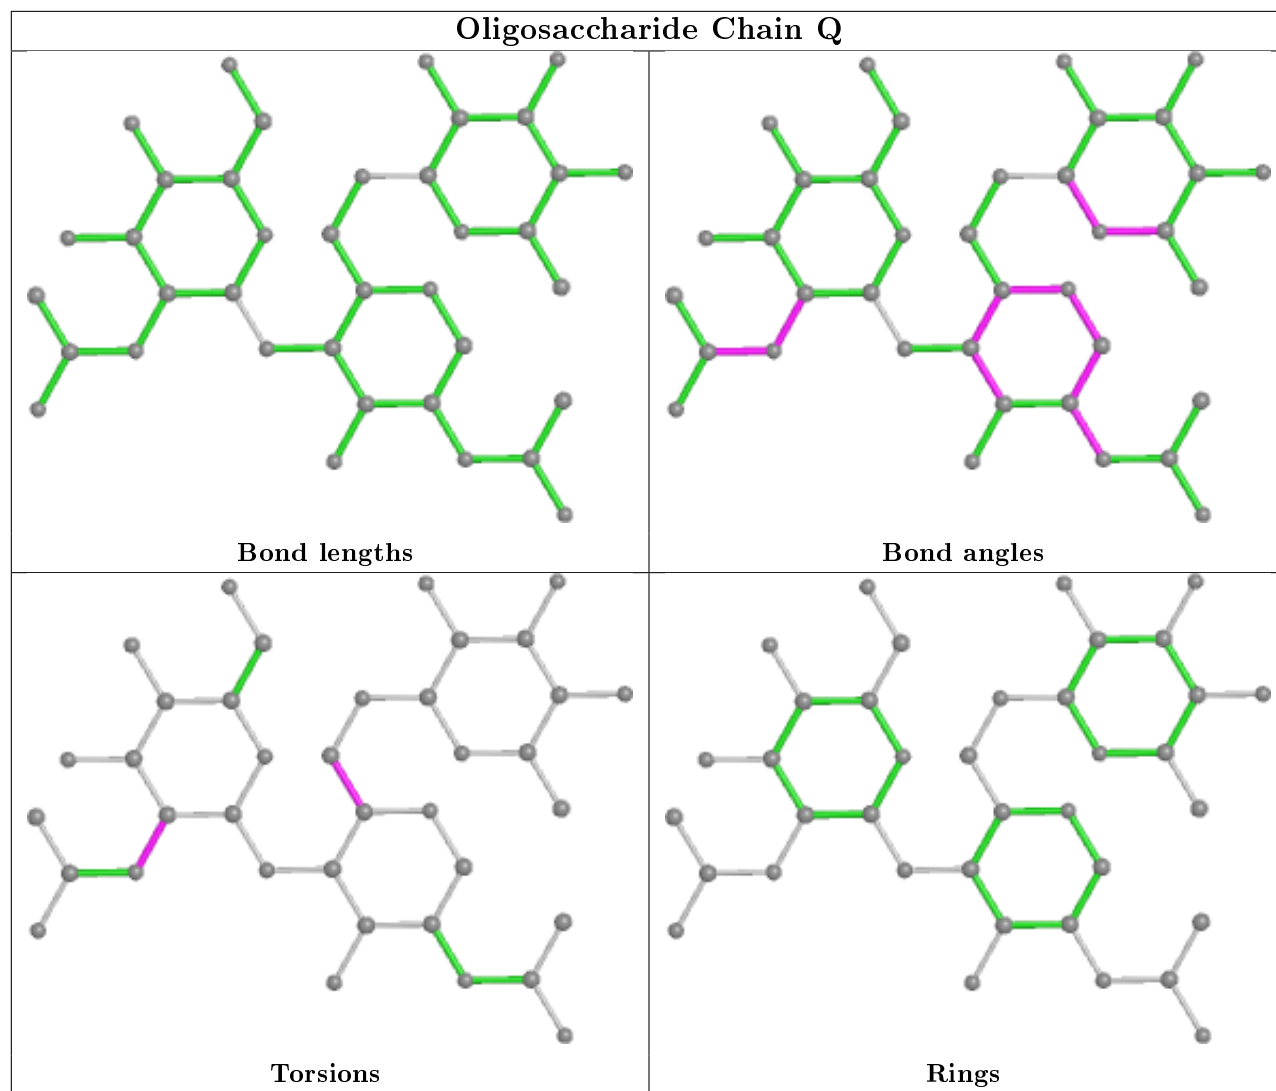 Oligosaccharide Chain Q
Bond lengths
Bond angles
Torsions
Rings